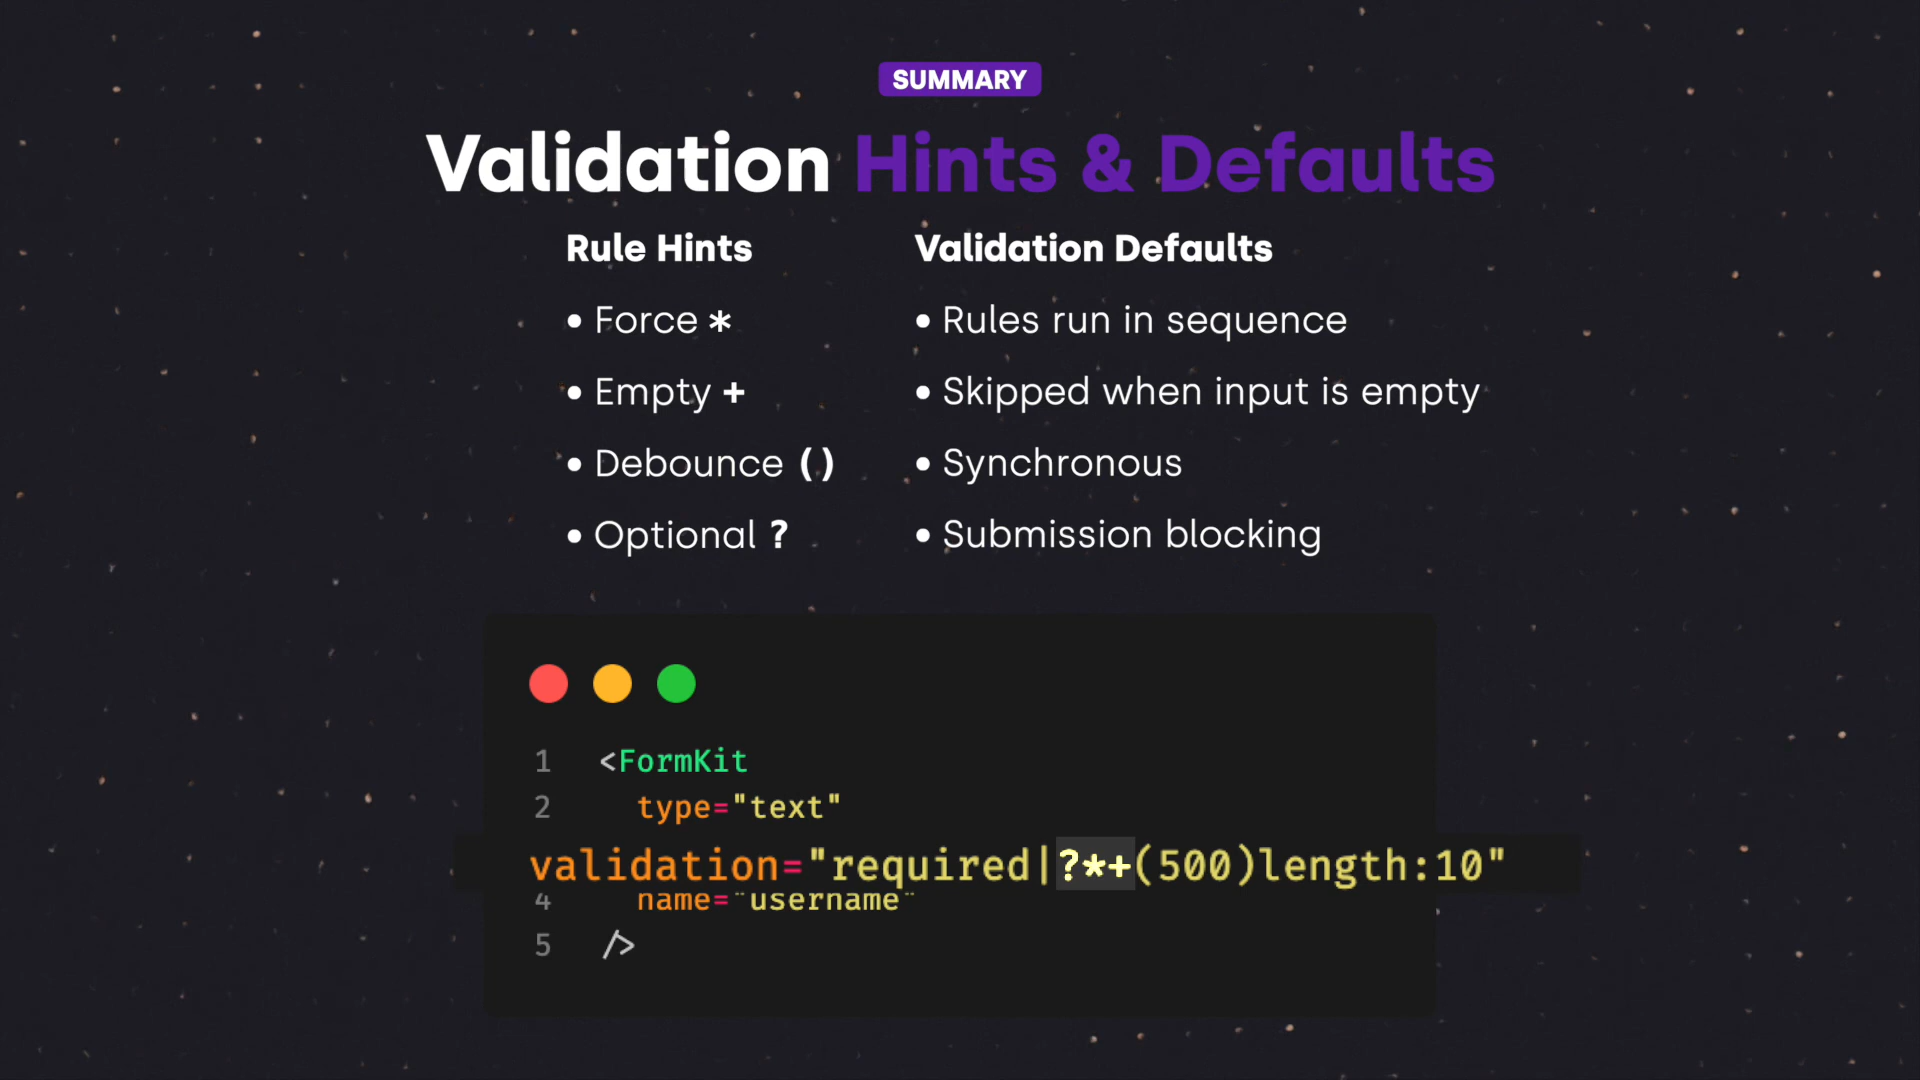 SUMMARY
Validation Hints & Defaults
Rule Hints
• Force *
• Empty +
• Debounce ()
• Optional ?
Validation Defaults
• Rules run in sequence
• Skipped when input is empty
• Synchronous
• Submission blocking
1 <FormKit
2 type="text"
validation="required|?*+(500)length:10"
4 name="username"
5 />